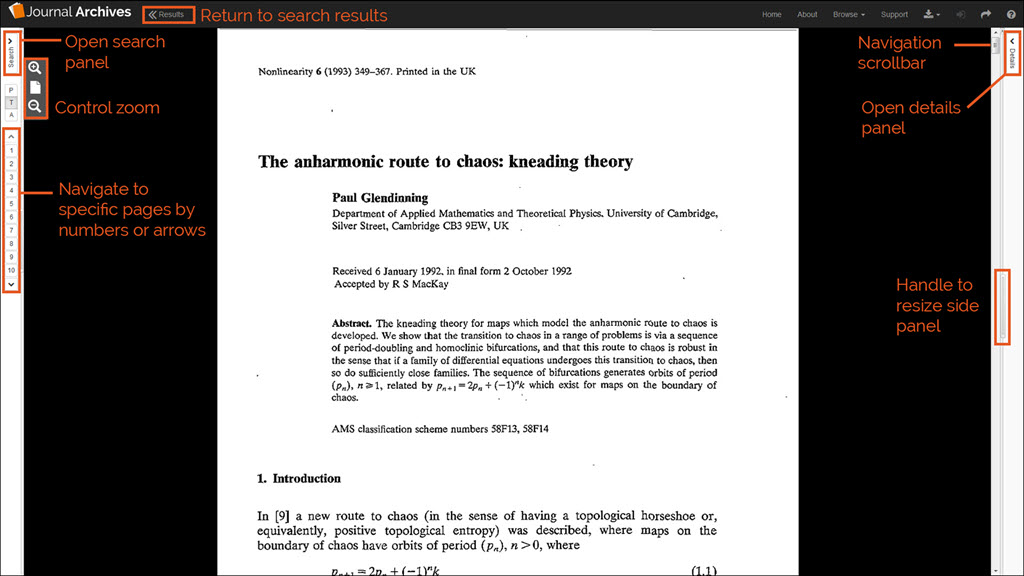 Journal Archives
Results
Return to search results
Home
About
Browse
Support
Search
Open search
panel
P
T
A
Control zoom
1
2
3
4
5
6
7
8
9
10
Navigate to
specific pages by
numbers or arrows
Nonlinearity 6 (1993) 349–367. Printed in the UK
The anharmonic route to chaos: kneading theory
Paul Glendinning
Department of Applied Mathematics and Theoretical Physics. University of Cambridge,
Silver Street, Cambridge CB3 9EW, UK
Received 6 January 1992, in final form 2 October 1992
Accepted by R S MacKay
Abstract. The kneading theory for maps which model the anharmonic route to chaos is
developed. We show that the transition to chaos in a range of problems is via a sequence
of period-doubling and homoclinic bifurcations, and that this route to chaos is robust in
the sense that if a family of differential equations undergoes this transition to chaos, then
so do sufficiently close families. The sequence of bifurcations generates orbits of period
(pₙ), n ≥ 1, related by pₙ₊₁ = 2pₙ + (−1)ⁿk which exist for maps on the boundary of
chaos.
AMS classification scheme numbers 58F13, 58F14
1. Introduction
In [9] a new route to chaos (in the sense of having a topological horseshoe or,
equivalently, positive topological entropy) was described, where maps on the
boundary of chaos have orbits of period (pₙ), n > 0, where
pₙ₊₁ = 2pₙ + (−1)ⁿk (1.1)
Navigation
scrollbar
Details
Open details
panel
Handle to
resize side
panel